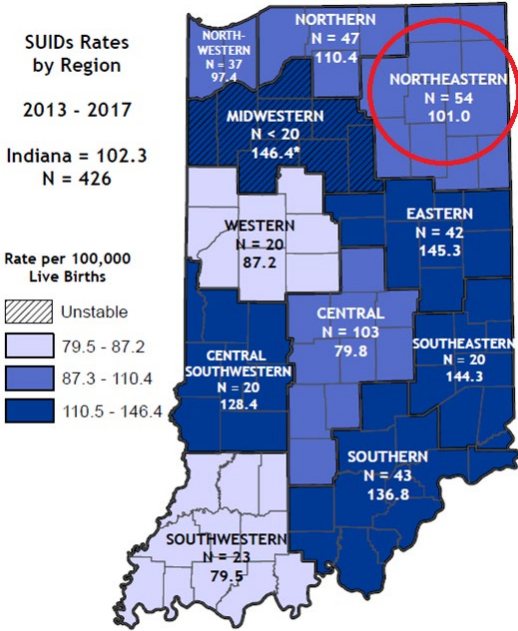 SUIDs Rates
by Region
2013 - 2017
Indiana = 102.3
N = 426
Rate per 100,000
Live Births
Unstable
79.5 - 87.2
87.3 - 110.4
110.5 - 146.4
NORTH-
WESTERN
N = 37
97.4
NORTHERN
N = 47
110.4
NORTHEASTERN
N = 54
101.0
MIDWESTERN
N < 20
146.4*
WESTERN
N = 20
87.2
EASTERN
N = 42
145.3
CENTRAL
N = 103
79.8
CENTRAL
SOUTHWESTERN
N = 20
128.4
SOUTHEASTERN
N = 20
144.3
SOUTHERN
N = 43
136.8
SOUTHWESTERN
N = 23
79.5